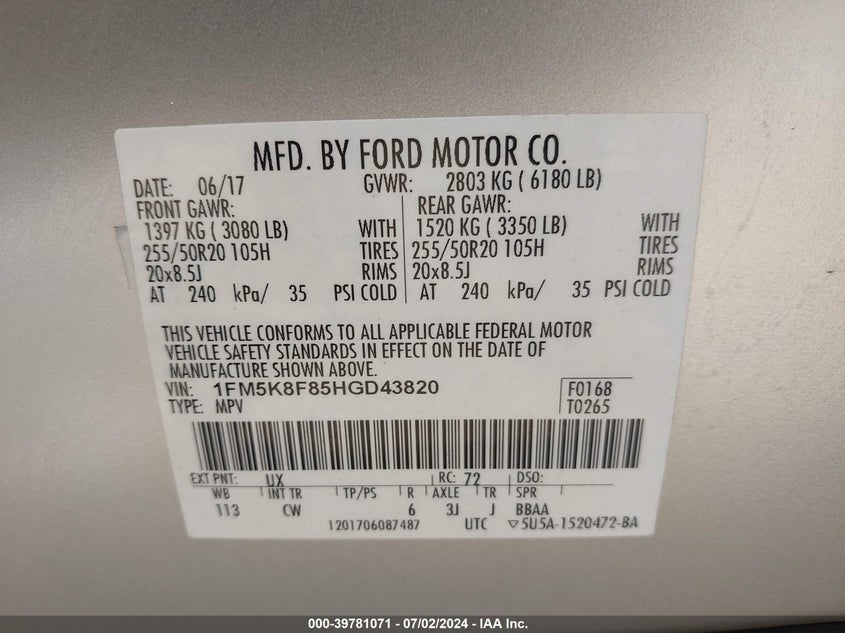 MFD. BY FORD MOTOR CO.
DATE: 06/17 GVWR: 2803 KG ( 6180 LB)
FRONT GAWR: REAR GAWR:
1397 KG ( 3080 LB) WITH 1520 KG ( 3350 LB) WITH
255/50R20 105H TIRES 255/50R20 105H TIRES
20x8.5J RIMS 20x8.5J RIMS
AT 240 kPa/ 35 PSI COLD AT 240 kPa/ 35 PSI COLD
THIS VEHICLE CONFORMS TO ALL APPLICABLE FEDERAL MOTOR
VEHICLE SAFETY STANDARDS IN EFFECT ON THE DATE OF
MANUFACTURE SHOWN ABOVE.
VIN: 1FM5K8F85HGD43820 F0168
TYPE: MPV T0265
EXT PNT: UX RC: 72 DSO:
WB INT TR TP/PS R AXLE TR SPR
113 CW 6 3J J BBAA
1201706087487 UTC ▽5U5A-1520472-BA
000-39781071 - 07/02/2024 - IAA Inc.